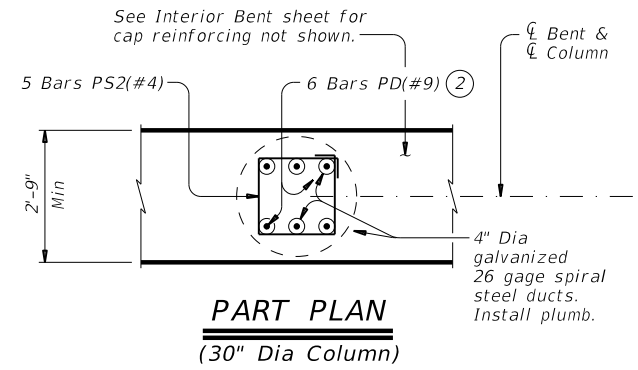 See Interior Bent sheet for
cap reinforcing not shown.
℄ Bent &
℄ Column
5 Bars PS2(#4)
6 Bars PD(#9) 2
2'-9"
Min
4" Dia
galvanized
26 gage spiral
steel ducts.
Install plumb.
PART PLAN
(30" Dia Column)